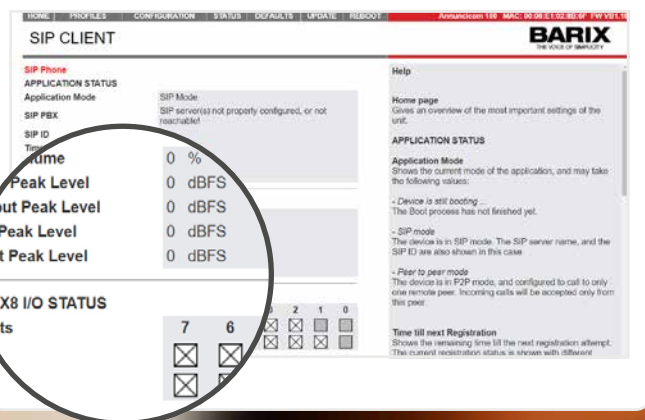 HOME | PROFILES | CONFIGURATION | STATUS | DEFAULTS | UPDATE | REBOOT
Annuncicom 100 MAC:
SIP CLIENT
BARIX
THE VOICE OF SIMPLICITY
SIP Phone
APPLICATION STATUS
Application Mode
SIP Mode
SIP PBX
SIP server(s) not properly configured, or not
reachable!
SIP ID
Time
ume
0 %
Peak Level
0 dBFS
out Peak Level
0 dBFS
Peak Level
0 dBFS
t Peak Level
0 dBFS
X8 I/O STATUS
ts
7 6
2 1 0
Help
Home page
Gives an overview of the most important settings of the
unit.
APPLICATION STATUS
Application Mode
Shows the current mode of the application, and may take
the following values:
- Device is still booting ...
The Boot process has not finished yet.
- SIP mode
The device is in SIP mode. The SIP server name, and the
SIP ID are also shown in this case.
- Peer to peer mode
The device is in P2P mode, and configured to call to only
one remote peer. Incoming calls will be accepted only from
this peer.
Time till next Registration
Shows the remaining time till the next registration attempt.
The current registration status is shown with different